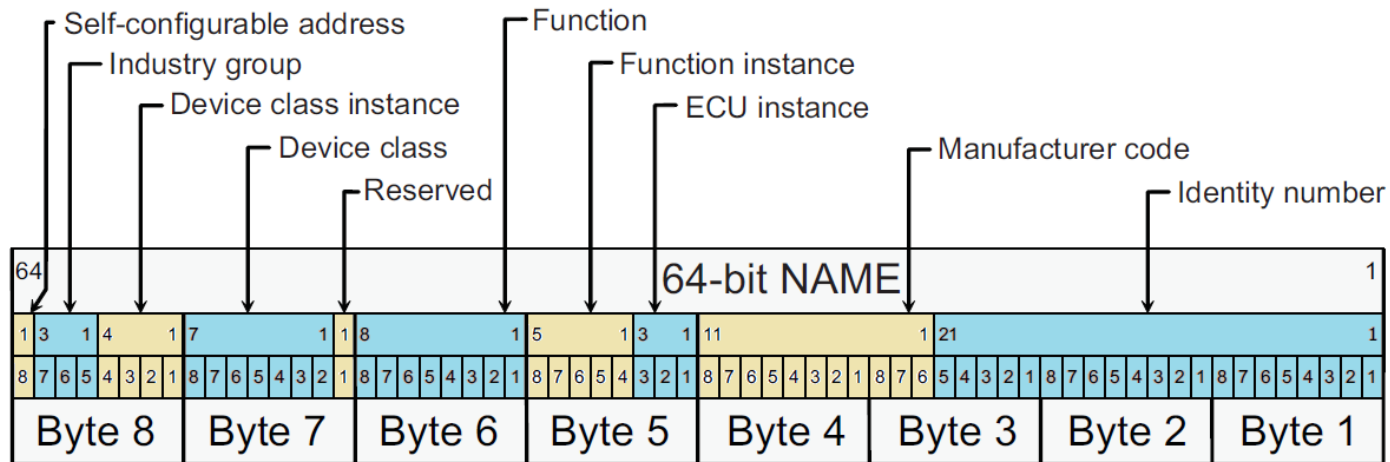 Self-configurable address
Function
Industry group
Function instance
Device class instance
ECU instance
Device class
Manufacturer code
Reserved
Identity number
64 64-bit NAME 1
1 3 1 4 1 7 1 1 8 1 5 1 3 1 11 1 21 1
8 7 6 5 4 3 2 1 8 7 6 5 4 3 2 1 8 7 6 5 4 3 2 1 8 7 6 5 4 3 2 1 8 7 6 5 4 3 2 1 8 7 6 5 4 3 2 1 8 7 6 5 4 3 2 1 8 7 6 5 4 3 2 1
Byte 8 Byte 7 Byte 6 Byte 5 Byte 4 Byte 3 Byte 2 Byte 1